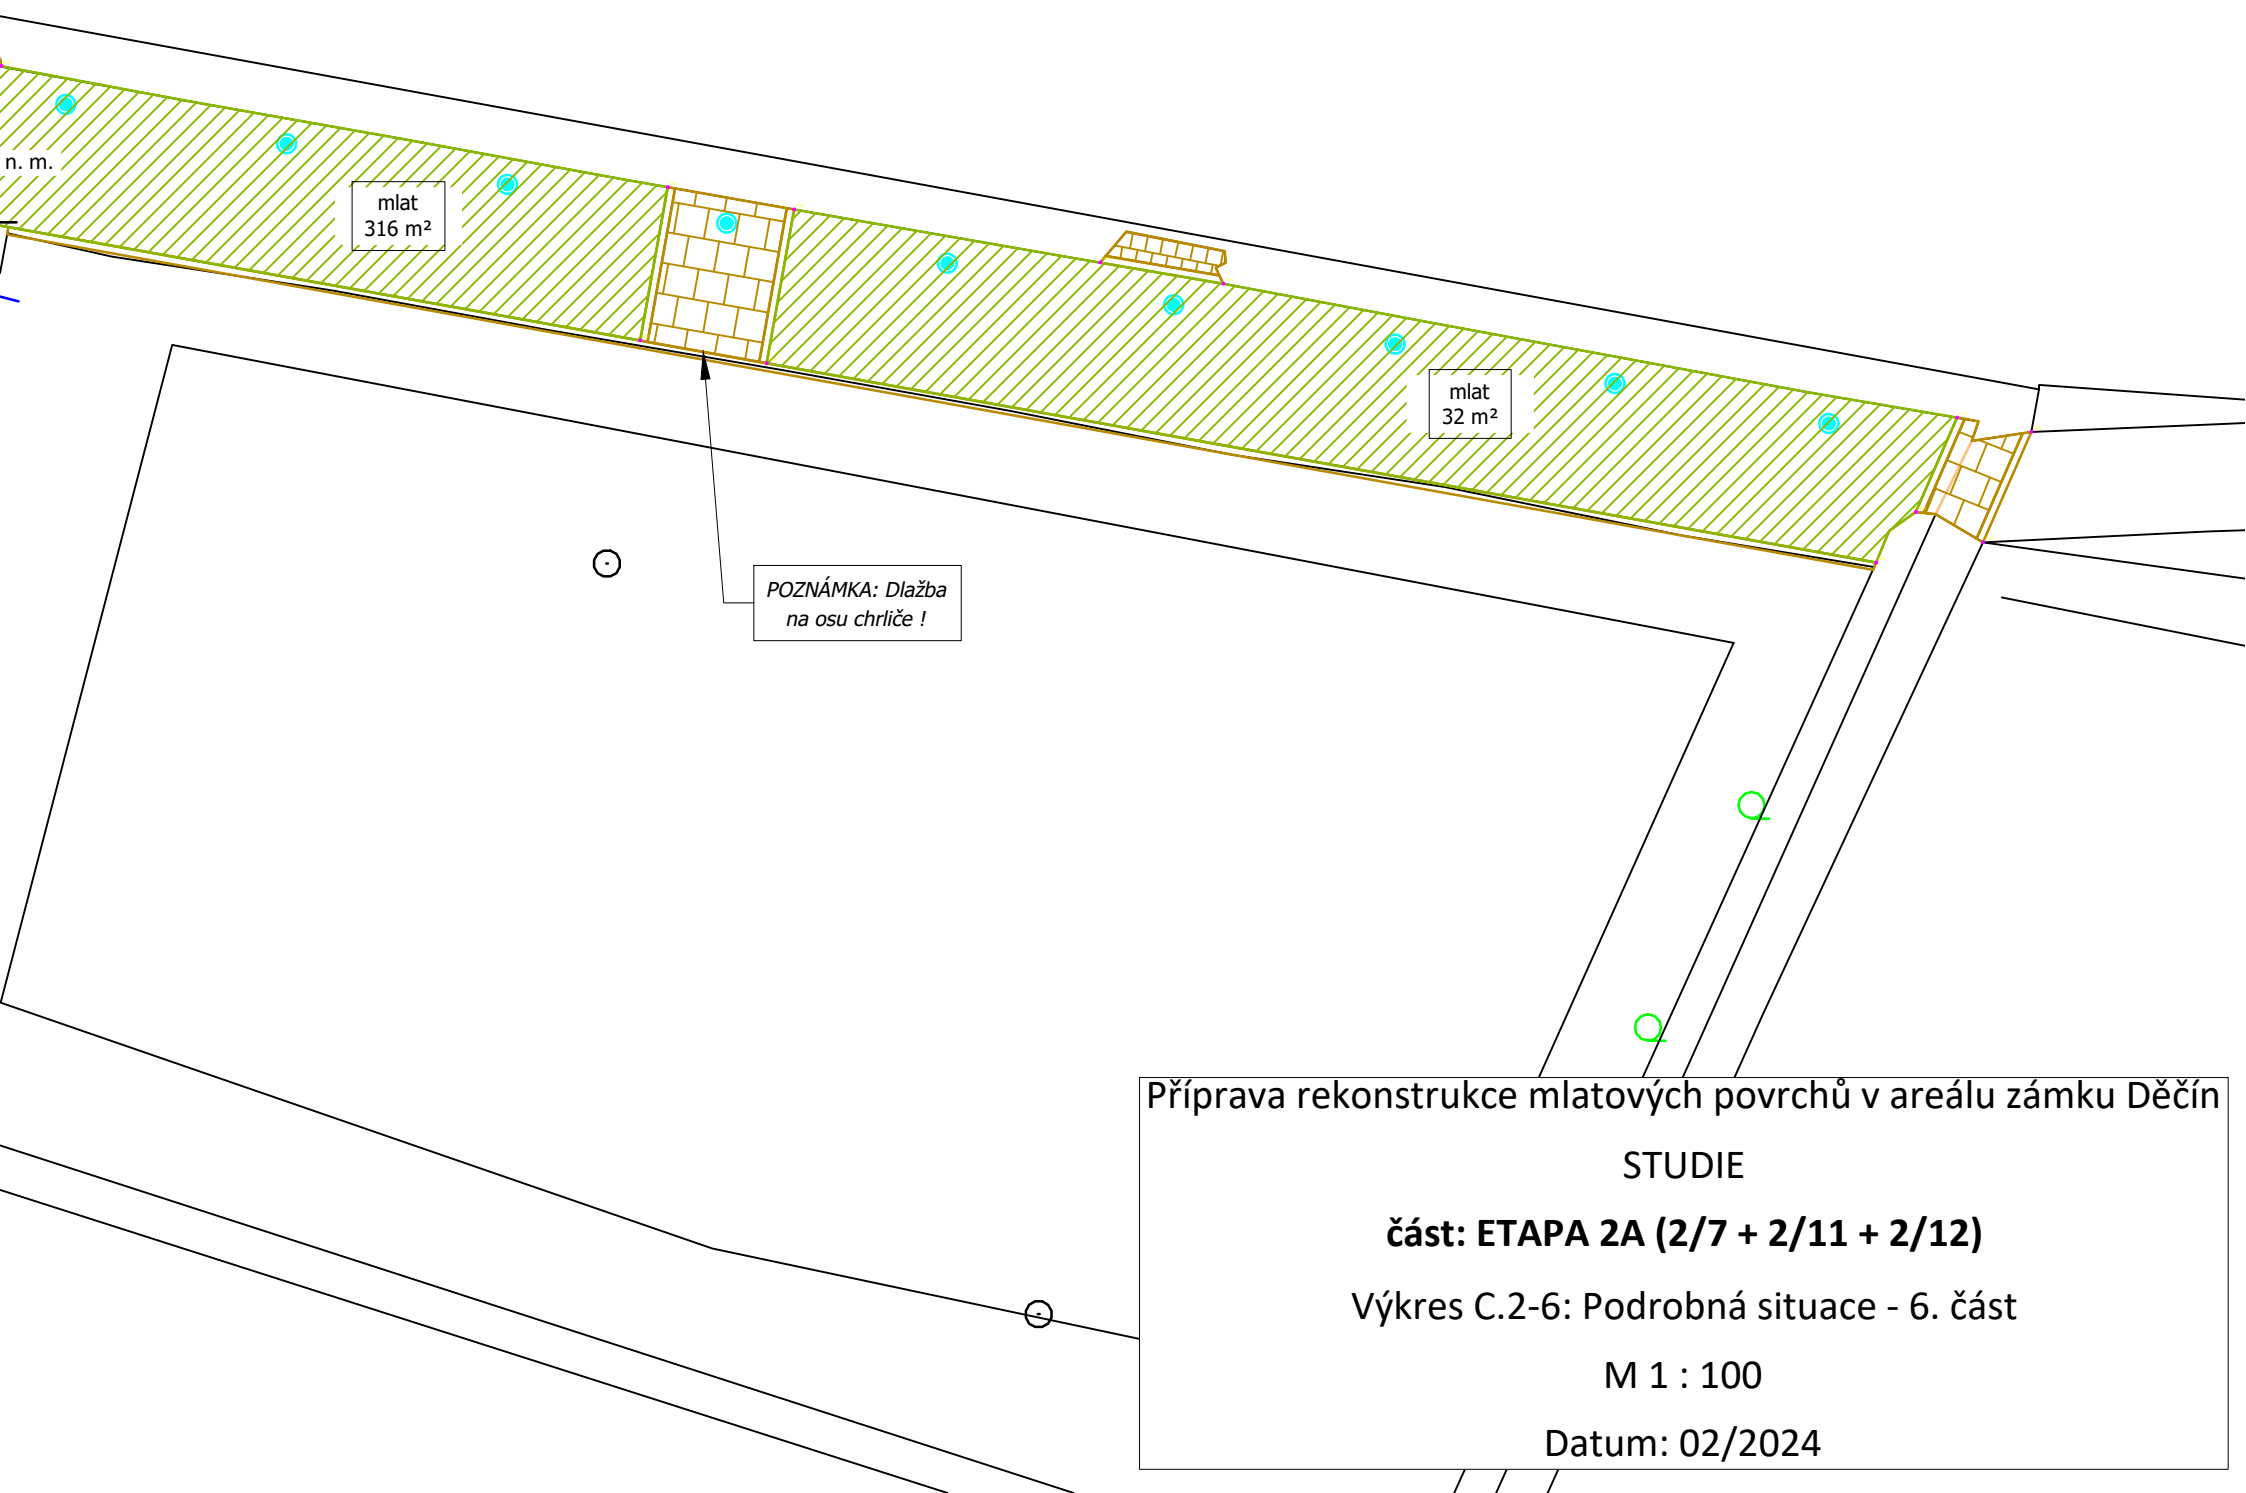 n. m.
mlat
316 m²
mlat
32 m²
POZNÁMKA: Dlažba
na osu chrliče !
Příprava rekonstrukce mlatových povrchů v areálu zámku Děčín
STUDIE
část: ETAPA 2A (2/7 + 2/11 + 2/12)
Výkres C.2-6: Podrobná situace - 6. část
M 1 : 100
Datum: 02/2024